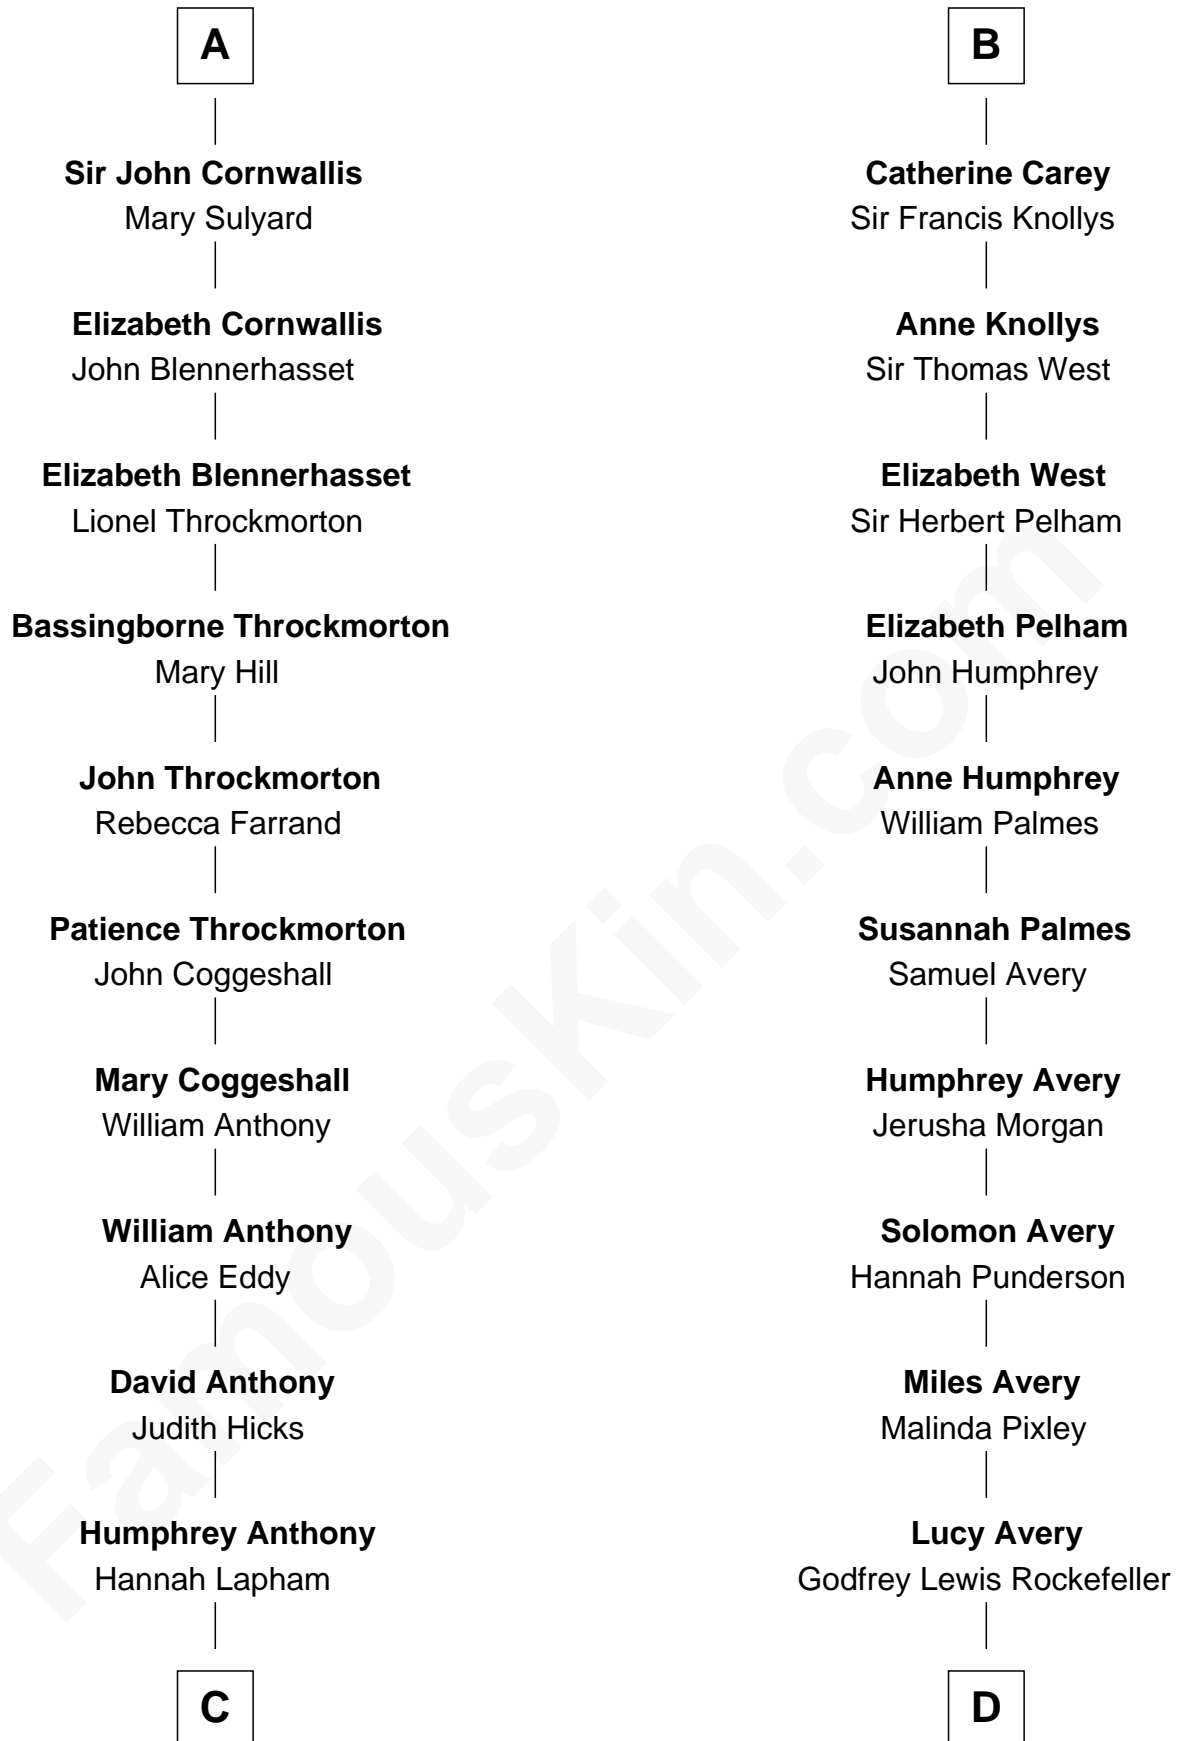 A
Sir John Cornwallis
Mary Sulyard
Elizabeth Cornwallis
John Blennerhasset
Elizabeth Blennerhasset
Lionel Throckmorton
Bassingborne Throckmorton
Mary Hill
John Throckmorton
Rebecca Farrand
Patience Throckmorton
John Coggeshall
Mary Coggeshall
William Anthony
William Anthony
Alice Eddy
David Anthony
Judith Hicks
Humphrey Anthony
Hannah Lapham
C
B
Catherine Carey
Sir Francis Knollys
Anne Knollys
Sir Thomas West
Elizabeth West
Sir Herbert Pelham
Elizabeth Pelham
John Humphrey
Anne Humphrey
William Palmes
Susannah Palmes
Samuel Avery
Humphrey Avery
Jerusha Morgan
Solomon Avery
Hannah Punderson
Miles Avery
Malinda Pixley
Lucy Avery
Godfrey Lewis Rockefeller
D
FamousKin.com